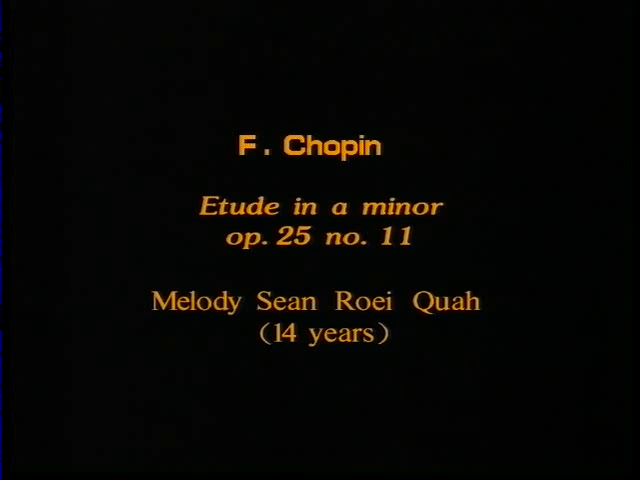 F. Chopin
Etude in a minor
op. 25 no. 11
Melody Sean Roei Quah
(14 years)